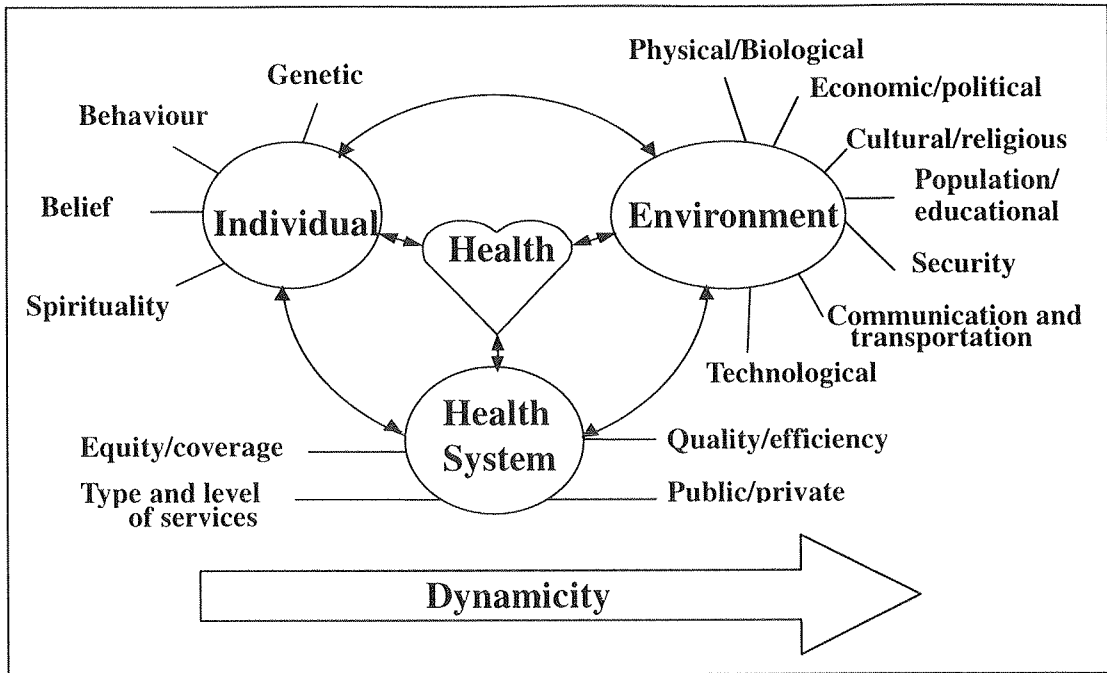 Genetic
Behaviour
Belief
Spirituality
Individual
Health
Physical/Biological
Economic/political
Cultural/religious
Population/
educational
Security
Communication and
transportation
Technological
Environment
Health
System
Equity/coverage
Type and level
of services
Quality/efficiency
Public/private
Dynamicity